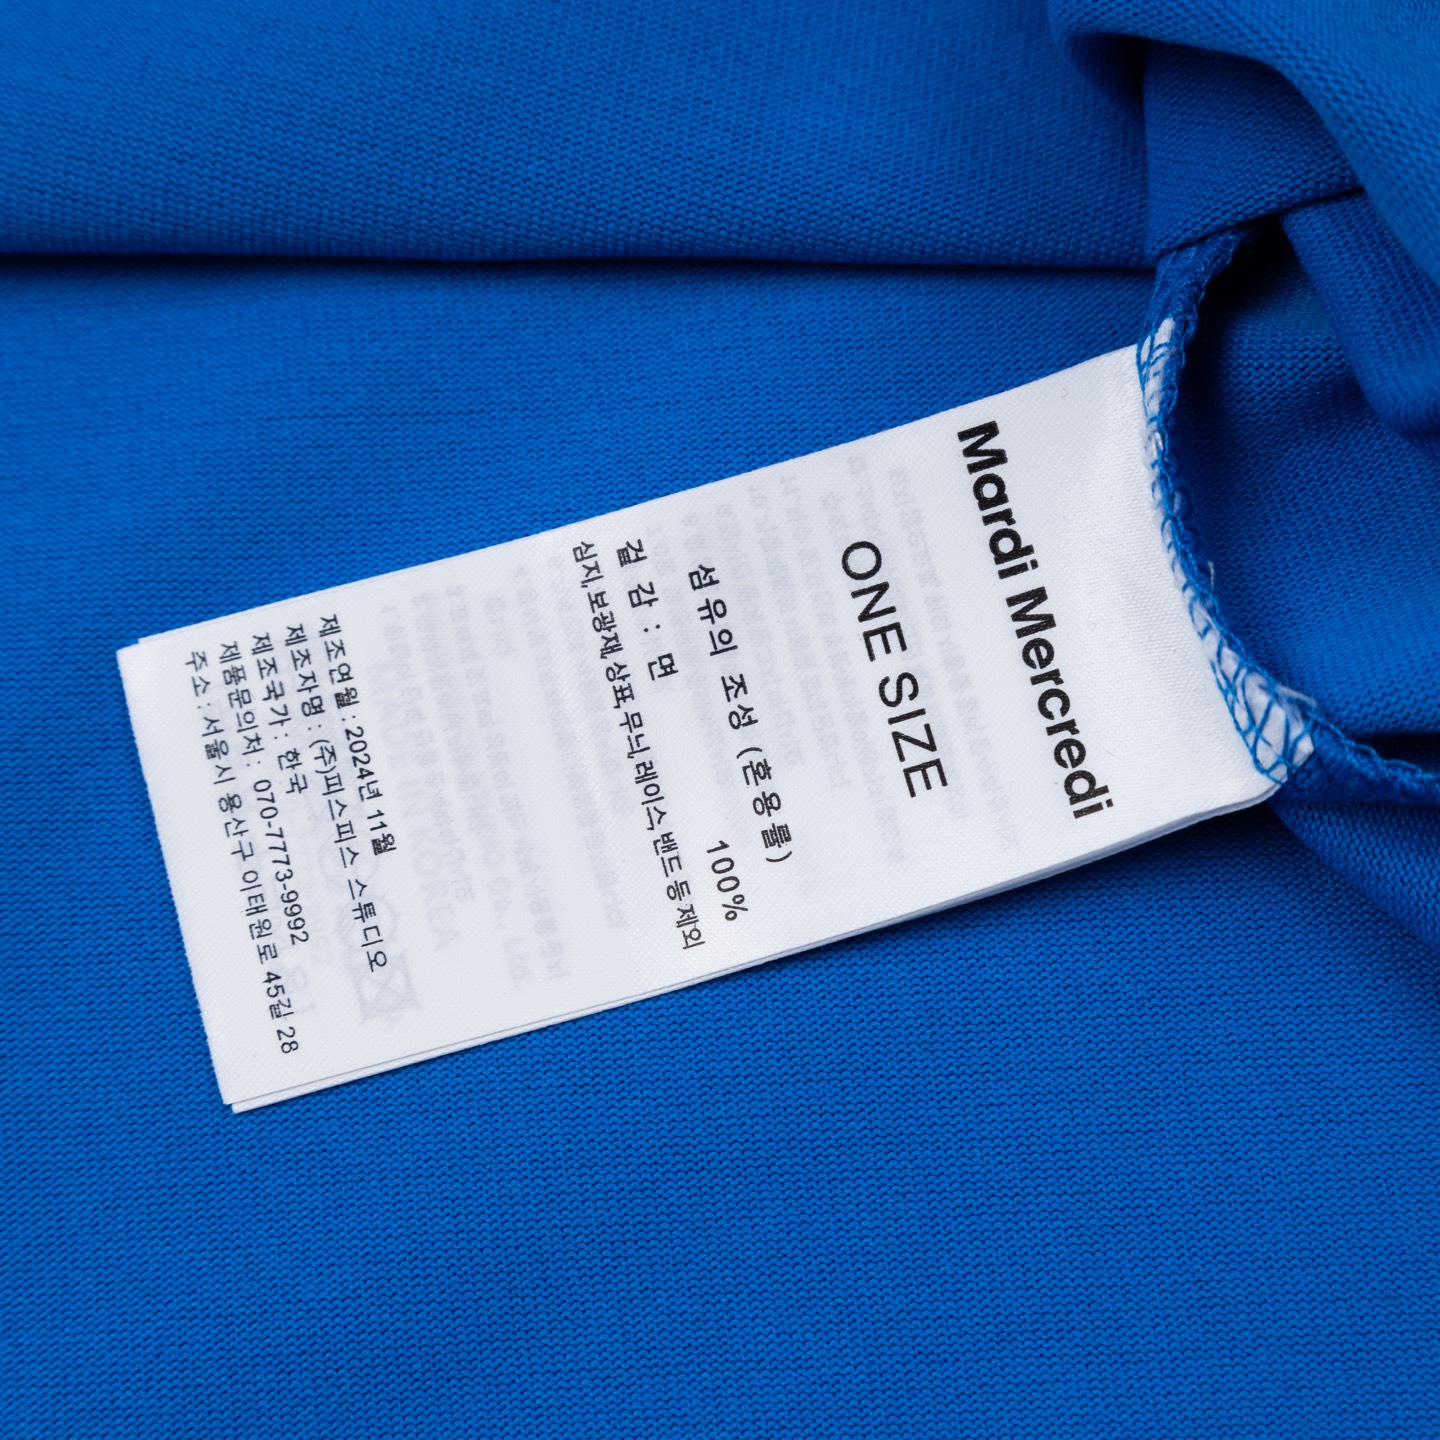 Mardi Mercredi
ONE SIZE
섬유의 조성 (혼용률)
겉 감 : 면 100%
심지,보광재,상표,무늬,레이스,밴드 등 제외
제조연월 : 2024년 11월
제조자명 : (주)피스피스 스튜디오
제조국가 : 한국
제품문의처 : 070-7773-9992
주소 : 서울시 용산구 이태원로 45길 28